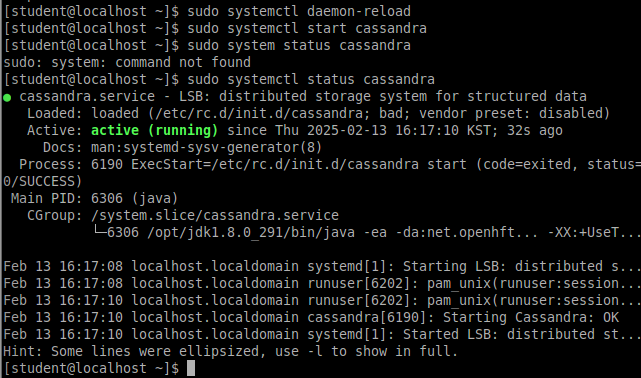 [student@localhost ~]$ sudo systemctl daemon-reload
[student@localhost ~]$ sudo systemctl start cassandra
[student@localhost ~]$ sudo system status cassandra
sudo: system: command not found
[student@localhost ~]$ sudo systemctl status cassandra
● cassandra.service - LSB: distributed storage system for structured data
   Loaded: loaded (/etc/rc.d/init.d/cassandra; bad; vendor preset: disabled)
   Active: active (running) since Thu 2025-02-13 16:17:10 KST; 32s ago
     Docs: man:systemd-sysv-generator(8)
  Process: 6190 ExecStart=/etc/rc.d/init.d/cassandra start (code=exited, status=
0/SUCCESS)
 Main PID: 6306 (java)
   CGroup: /system.slice/cassandra.service
           └─6306 /opt/jdk1.8.0_291/bin/java -ea -da:net.openhft... -XX:+UseT...

Feb 13 16:17:08 localhost.localdomain systemd[1]: Starting LSB: distributed s...
Feb 13 16:17:08 localhost.localdomain runuser[6202]: pam_unix(runuser:session...
Feb 13 16:17:10 localhost.localdomain runuser[6202]: pam_unix(runuser:session...
Feb 13 16:17:10 localhost.localdomain cassandra[6190]: Starting Cassandra: OK
Feb 13 16:17:10 localhost.localdomain systemd[1]: Started LSB: distributed st...
Hint: Some lines were ellipsized, use -l to show in full.
[student@localhost ~]$